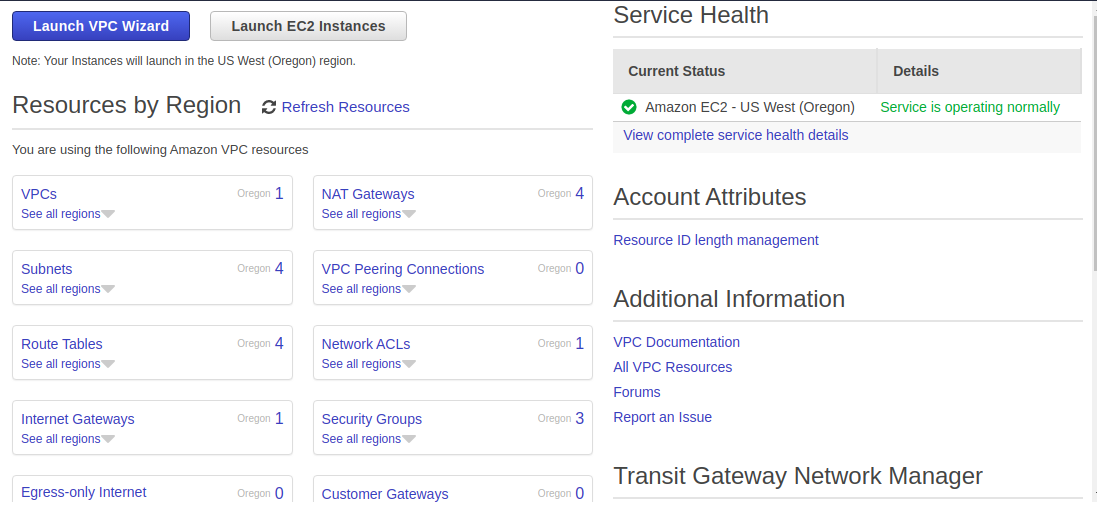 Launch VPC Wizard
Launch EC2 Instances
Note: Your Instances will launch in the US West (Oregon) region.
Resources by Region
Refresh Resources
You are using the following Amazon VPC resources
VPCs
Oregon 1
See all regions
NAT Gateways
Oregon 4
See all regions
Subnets
Oregon 4
See all regions
VPC Peering Connections
Oregon 0
See all regions
Route Tables
Oregon 4
See all regions
Network ACLs
Oregon 1
See all regions
Internet Gateways
Oregon 1
See all regions
Security Groups
Oregon 3
See all regions
Egress-only Internet
Oregon 0
Customer Gateways
Oregon 0
Service Health
Current Status
Details
Amazon EC2 - US West (Oregon)
Service is operating normally
View complete service health details
Account Attributes
Resource ID length management
Additional Information
VPC Documentation
All VPC Resources
Forums
Report an Issue
Transit Gateway Network Manager